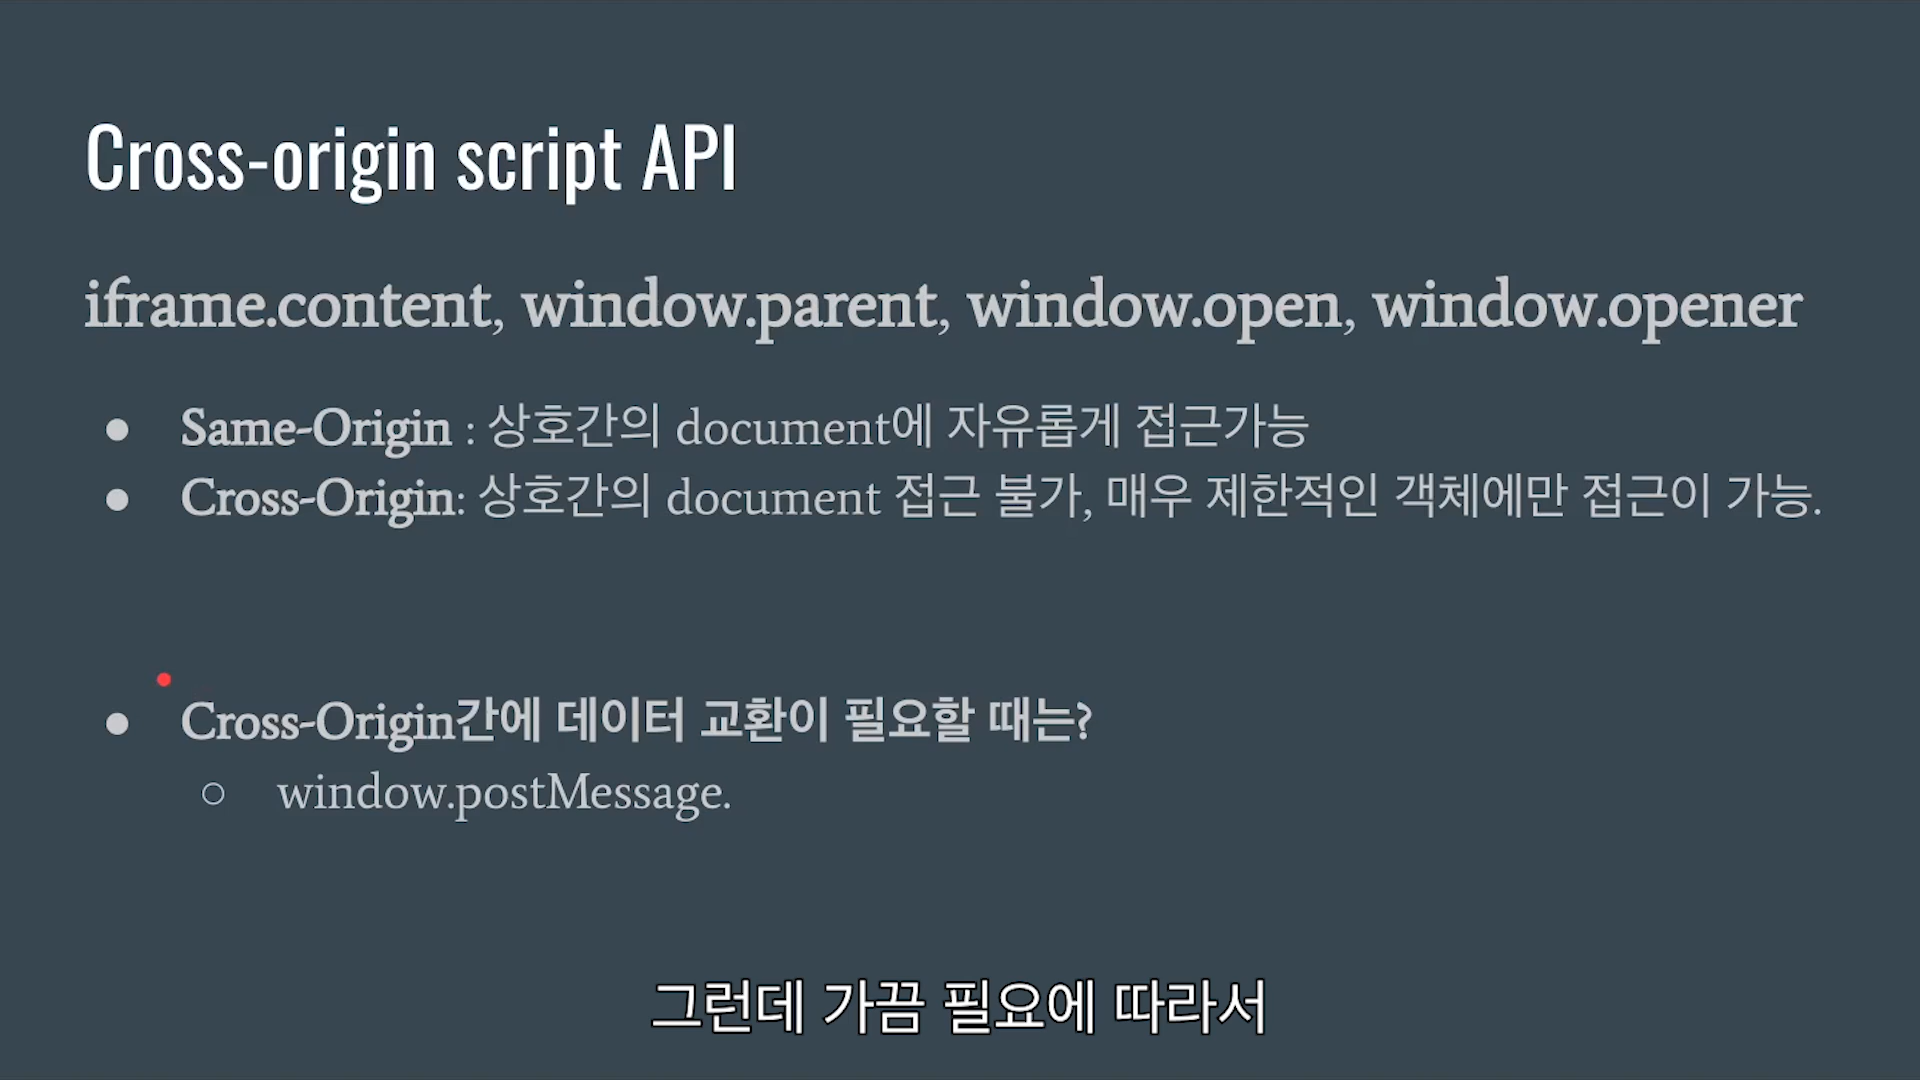 Cross-origin script API
iframe.content, window.parent, window.open, window.opener
● Same-Origin : 상호간의 document에 자유롭게 접근가능
● Cross-Origin: 상호간의 document 접근 불가, 매우 제한적인 객체에만 접근이 가능.
● Cross-Origin간에 데이터 교환이 필요할 때는?
○ window.postMessage.
그런데 가끔 필요에 따라서